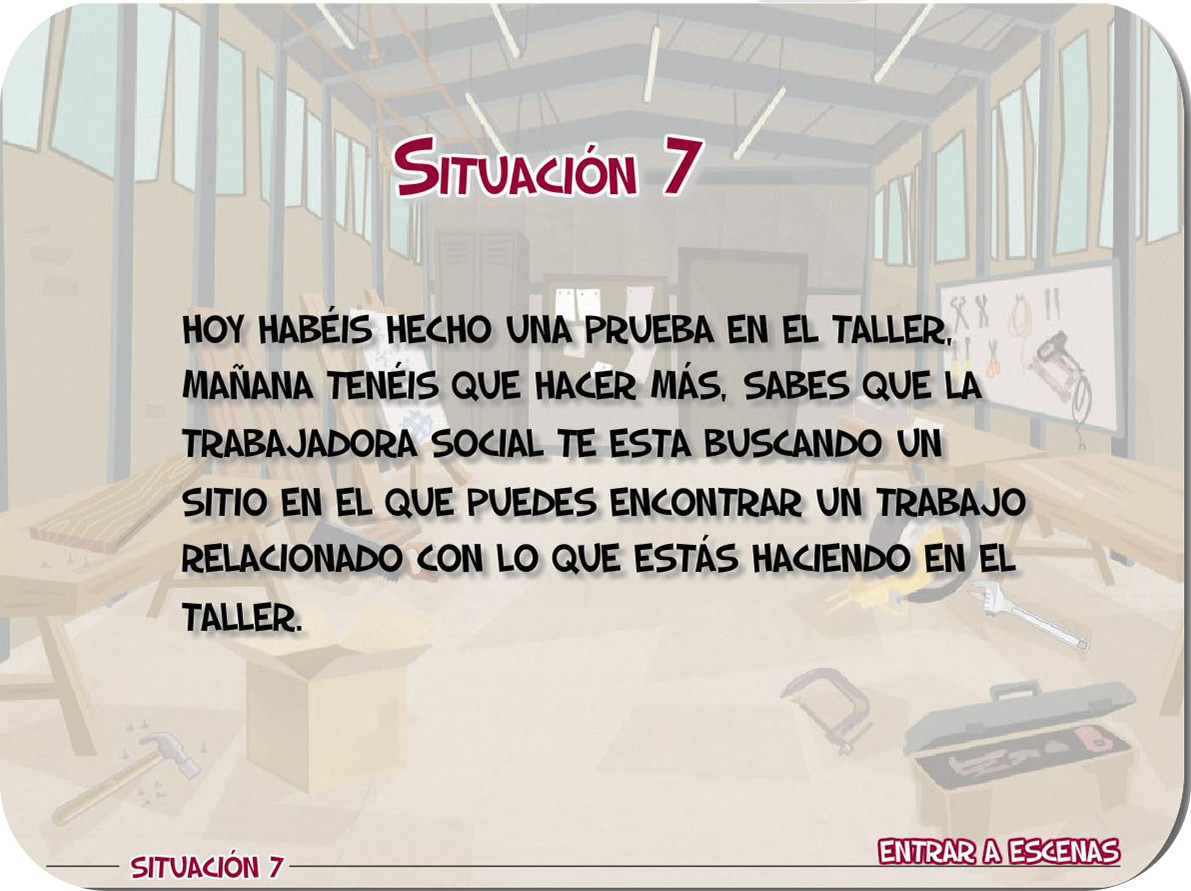 SITUACIÓN 7
HOY HABÉIS HECHO UNA PRUEBA EN EL TALLER,
MAÑANA TENÉIS QUE HACER MÁS, SABES QUE LA
TRABAJADORA SOCIAL TE ESTA BUSCANDO UN
SITIO EN EL QUE PUEDES ENCONTRAR UN TRABAJO
RELACIONADO CON LO QUE ESTÁS HACIENDO EN EL
TALLER.
ENTRAR A ESCENAS
SITUACIÓN 7